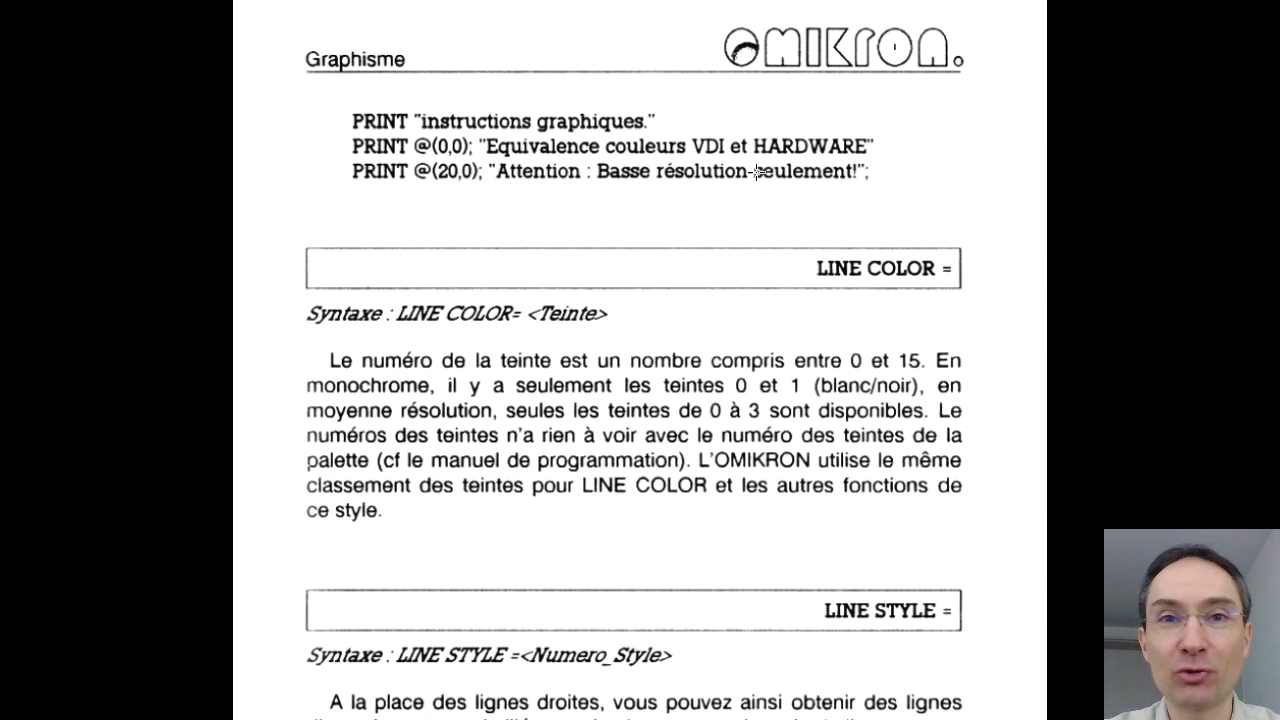 Graphisme
OMIKRON.
PRINT "instructions graphiques."
PRINT @(0,0); "Equivalence couleurs VDI et HARDWARE"
PRINT @(20,0); "Attention : Basse résolution seulement!";
LINE COLOR =
Syntaxe : LINE COLOR= <Teinte>
Le numéro de la teinte est un nombre compris entre 0 et 15. En
monochrome, il y a seulement les teintes 0 et 1 (blanc/noir), en
moyenne résolution, seules les teintes de 0 à 3 sont disponibles. Le
numéros des teintes n'a rien à voir avec le numéro des teintes de la
palette (cf le manuel de programmation). L'OMIKRON utilise le même
classement des teintes pour LINE COLOR et les autres fonctions de
ce style.
LINE STYLE =
Syntaxe : LINE STYLE =<Numero_Style>
A la place des lignes droites, vous pouvez ainsi obtenir des lignes